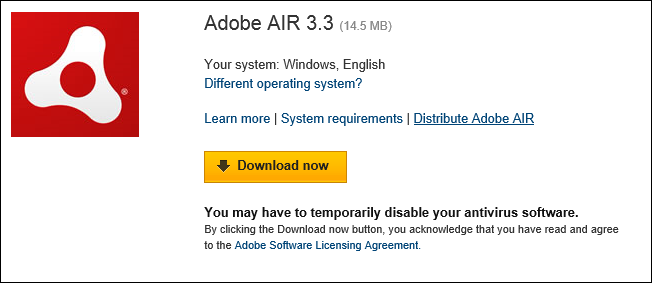 Adobe AIR 3.3 (14.5 MB)
Your system: Windows, English
Different operating system?
Learn more | System requirements | Distribute Adobe AIR
Download now
You may have to temporarily disable your antivirus software.
By clicking the Download now button, you acknowledge that you have read and agree
to the Adobe Software Licensing Agreement.
®